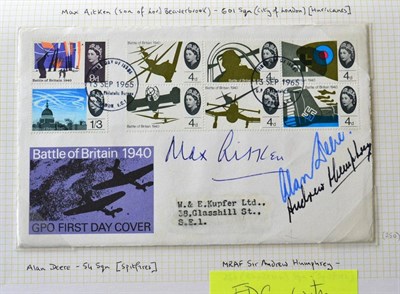 Max Aitken (son of Lord Beaverbrook) - 601 Sqn (City of London) [Hurricanes]
Battle of Britain 1940
9d
4d
4d
4d
1/3
4d
4d
4d
13 SEP 1965
13 SEP 1965
Battle of Britain 1940
GPO FIRST DAY COVER
Max Aitken
Alan Deere.
Andrew Humphrey
W. & E. Kupfer Ltd.,
38, Glasshill St.,
S.E.1.
Alan Deere - 54 Sqn [Spitfires]
MRAF Sir Andrew Humphrey -